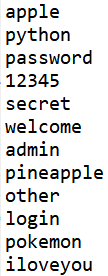 apple
python
password
12345
secret
welcome
admin
pineapple
other
login
pokemon
iloveyou